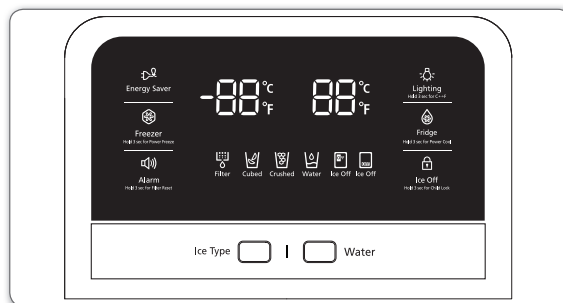 Energy Saver
Freezer
Hold 3 sec for Power Freeze
Alarm
Hold 3 sec for Filter Reset
-88 °C °F
88 °C °F
Filter Cubed Crushed Water Ice Off Ice Off
Lighting
Hold 3 sec for C↔F
Fridge
Hold 3 sec for Power Cool
Ice Off
Hold 3 sec for Child Lock
Ice Type
Water